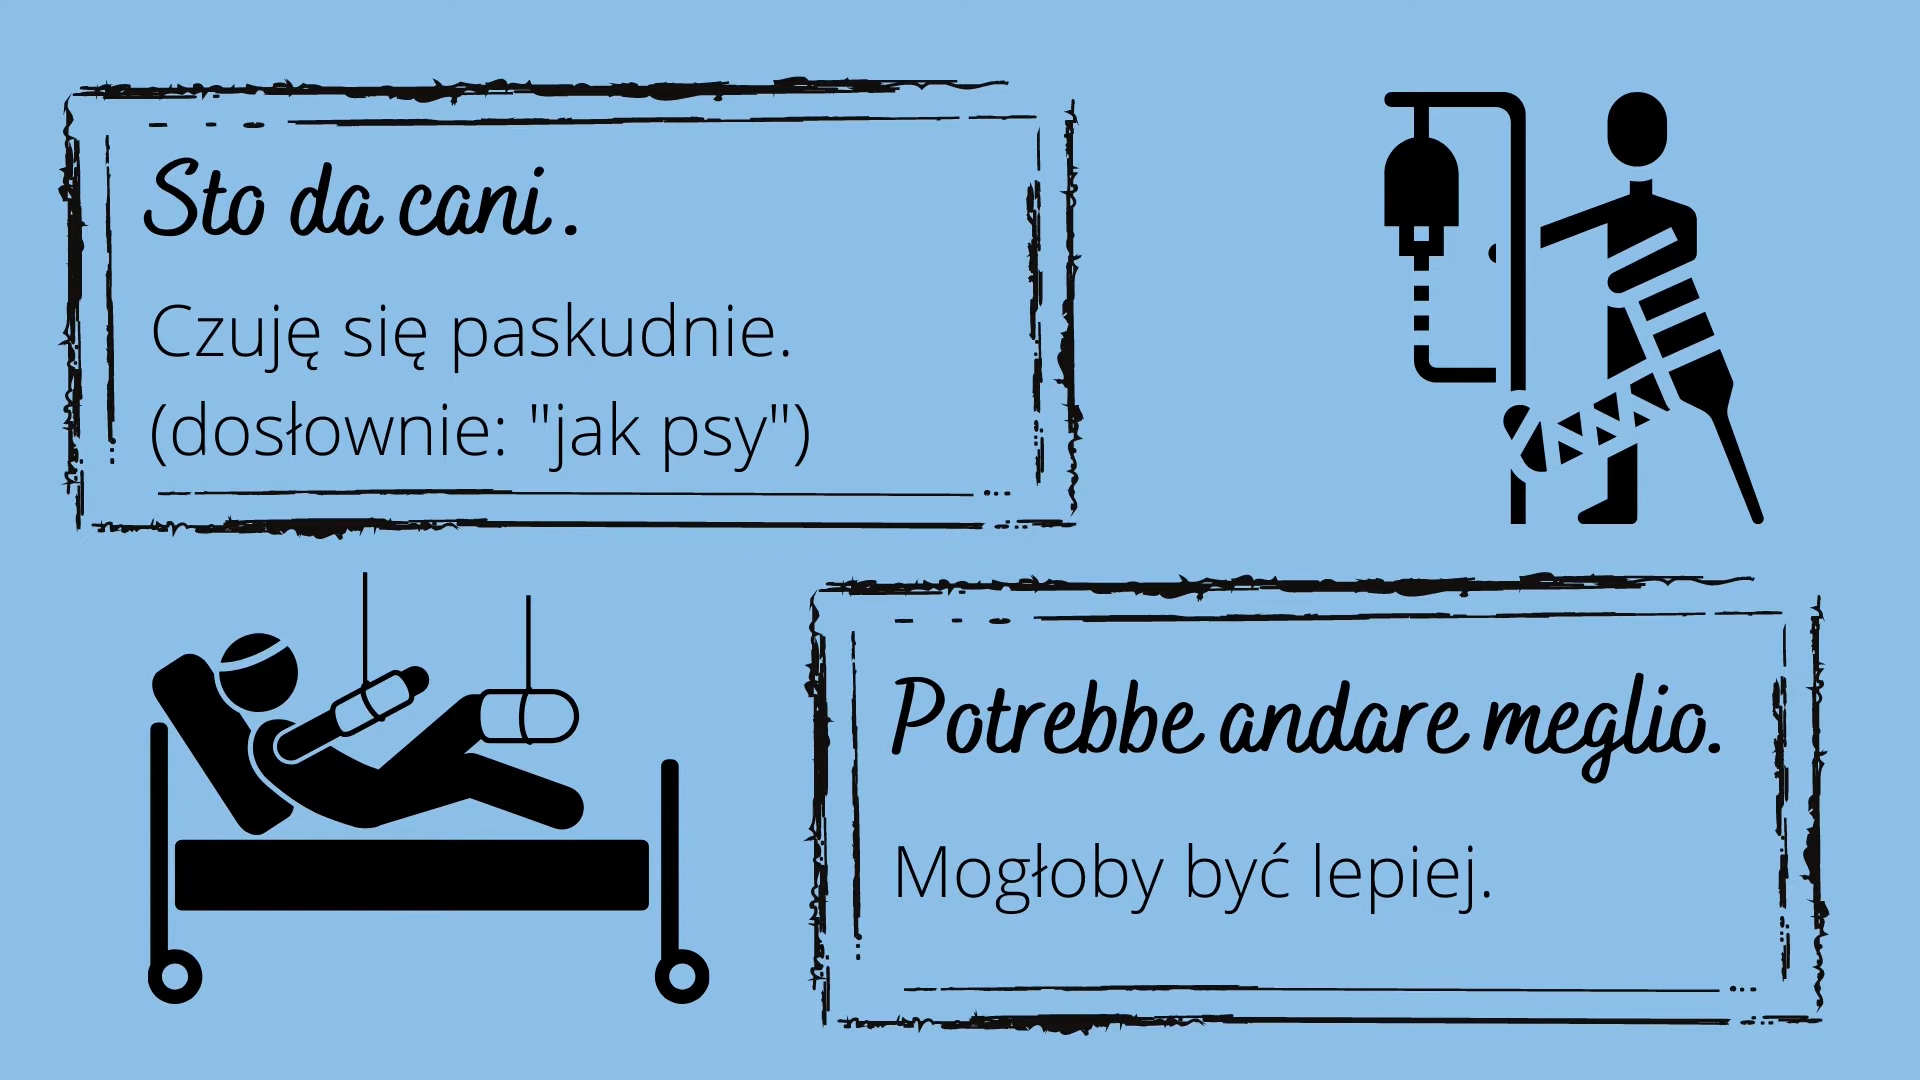 Sto da cani.
Czuję się paskudnie.
(dosłownie: "jak psy")
Potrebbe andare meglio.
Mogłoby być lepiej.